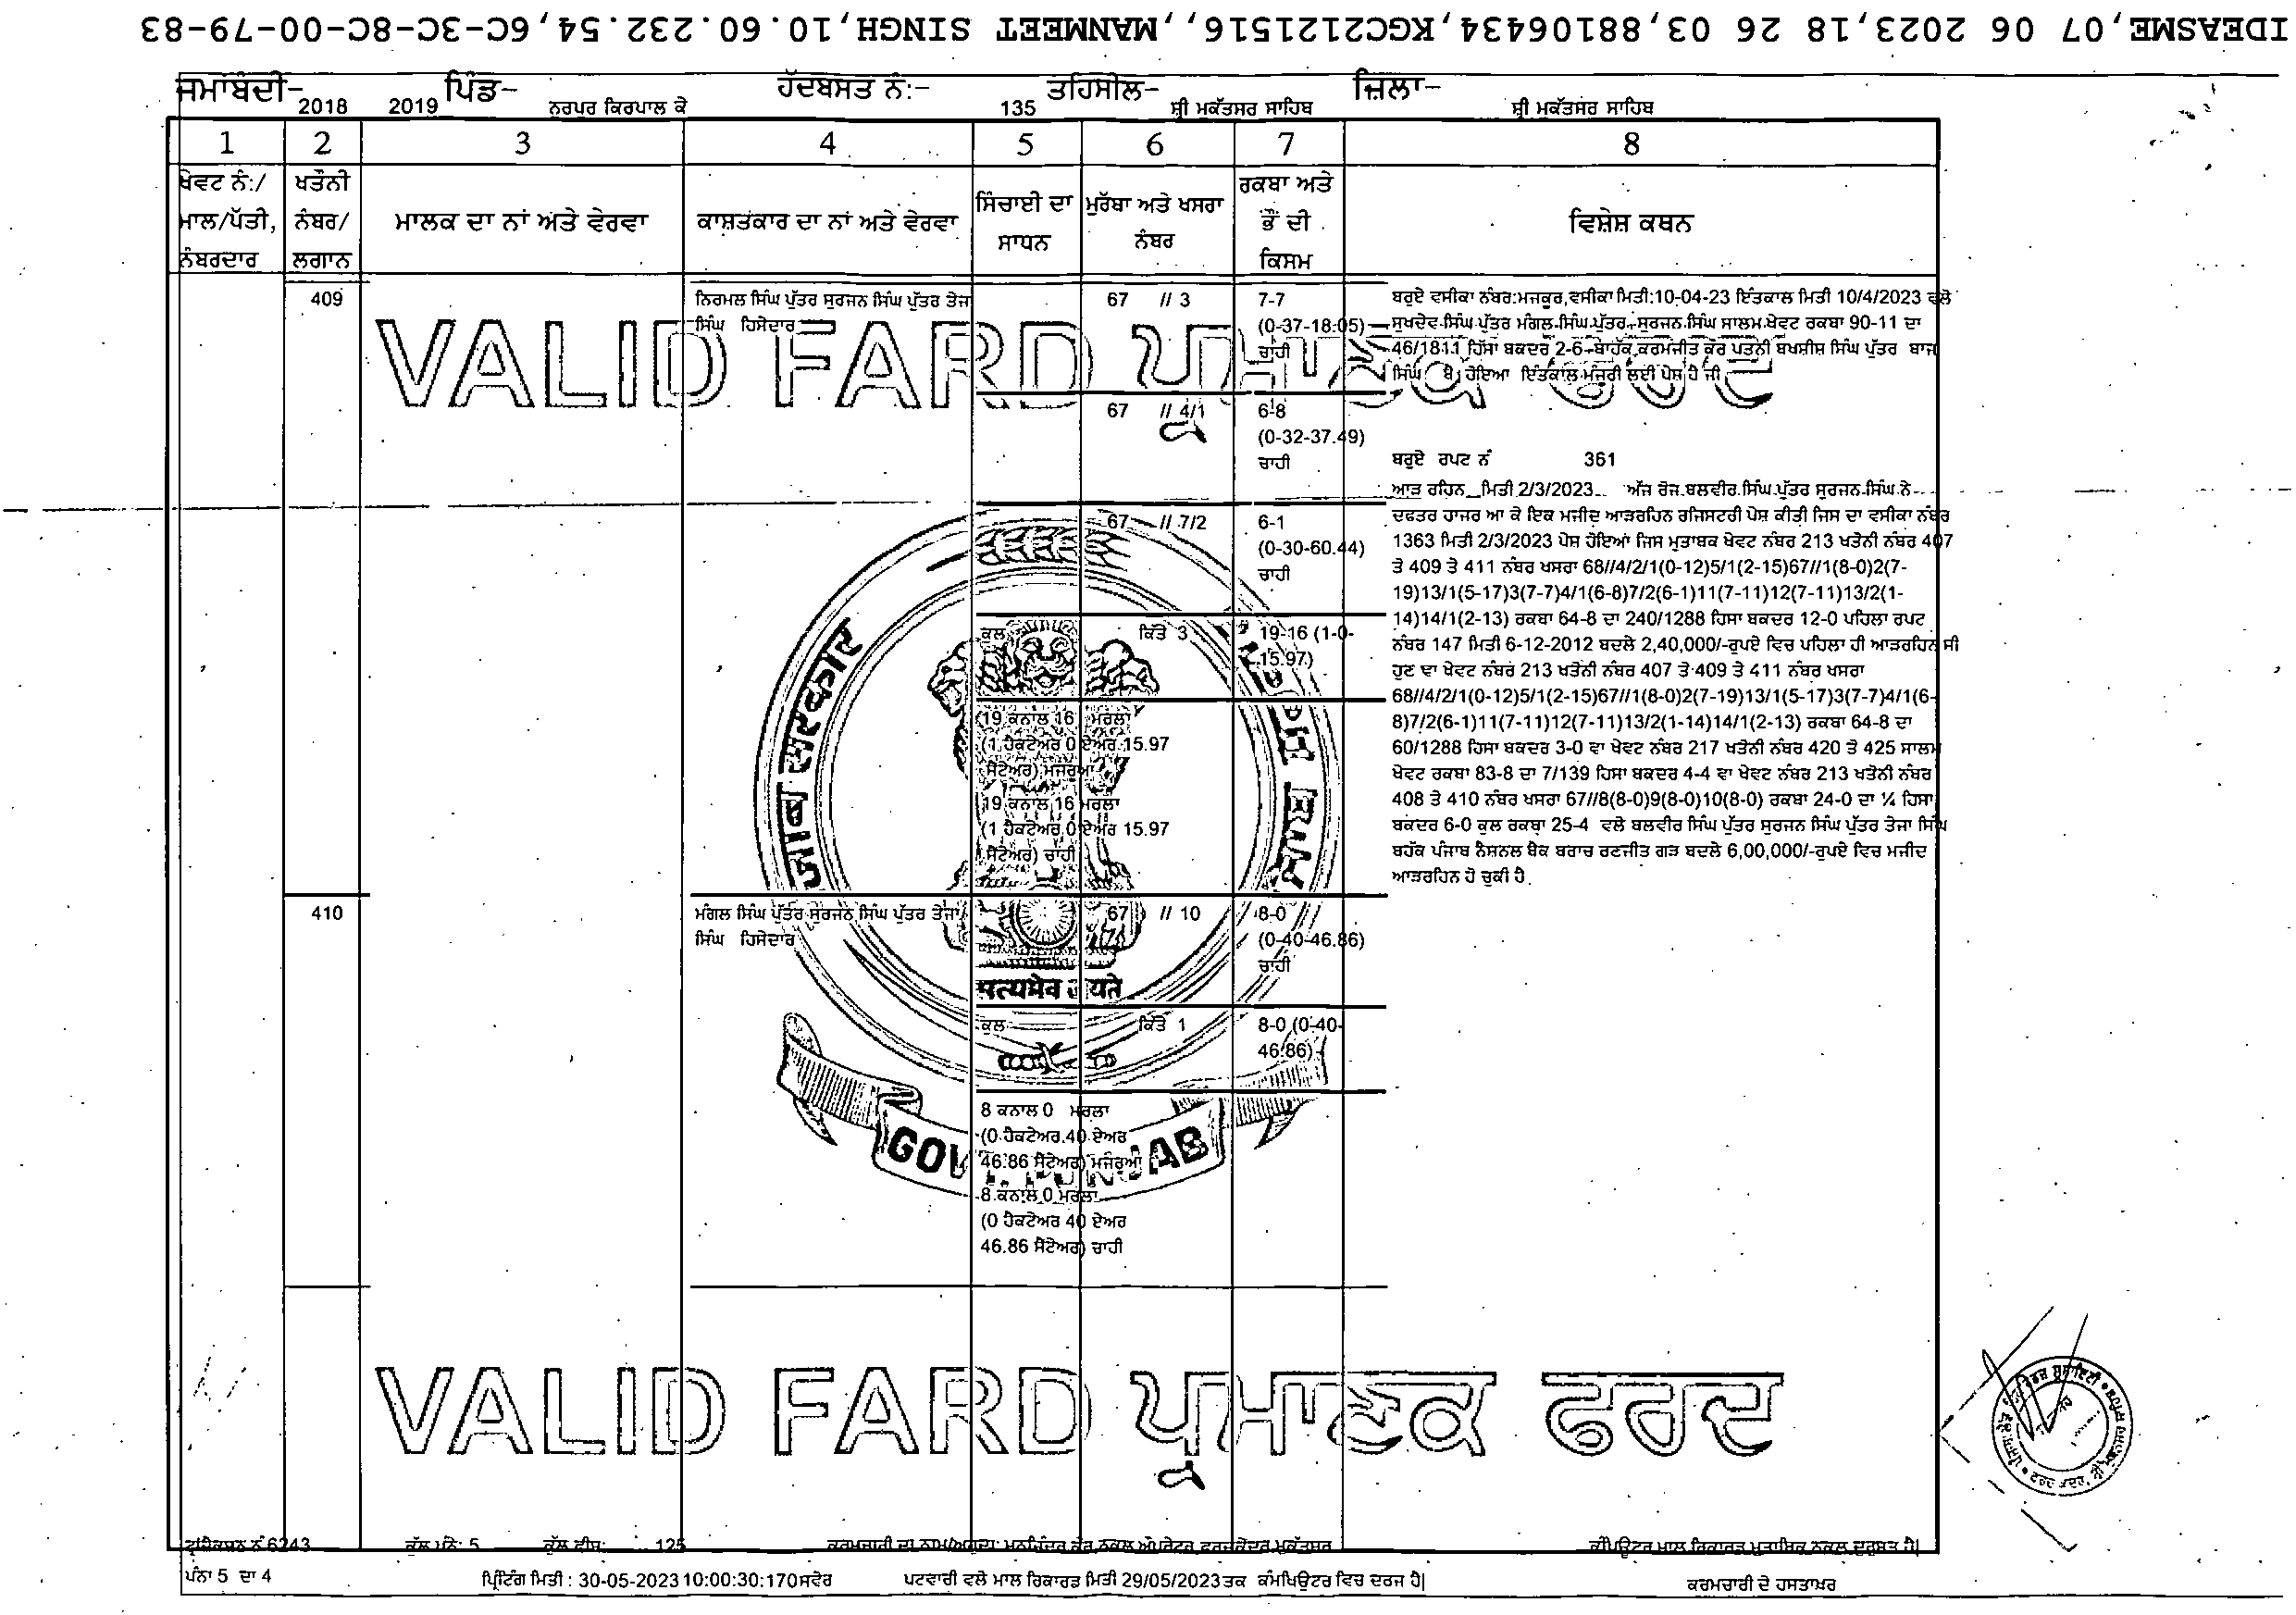 IDEASME,07 06 2023,18 26 03,88106434,KGC2121516,,MANMEET SINGH,10.60.232.54,6C-3C-8C-00-79-83
ਜਮਾਬੰਦੀ- 2018 2019 ਪਿੰਡ- ਨਰਪਰ ਕਿਰਪਾਲ ਕੇ ਹੱਦਬਸਤ ਨੰ:- 135 ਤਹਿਸੀਲ- ਸ਼੍ਰੀ ਮਕੱਤਸਰ ਸਾਹਿਬ ਜ਼ਿਲਾ- ਸ਼੍ਰੀ ਮਕੱਤਸਰ ਸਾਹਿਬ
1 2 3 4 5 6 7 8
ਖੇਵਟ ਨੰ:/
ਮਾਲ/ਪੱਤੀ,
ਨੰਬਰਦਾਰ
ਖਤੌਨੀ
ਨੰਬਰ/
ਲਗਾਨ
ਮਾਲਕ ਦਾ ਨਾਂ ਅਤੇ ਵੇਰਵਾ
ਕਾਸ਼ਤਕਾਰ ਦਾ ਨਾਂ ਅਤੇ ਵੇਰਵਾ
ਸਿੰਚਾਈ ਦਾ
ਸਾਧਨ
ਮੁਰੱਬਾ ਅਤੇ ਖਸਰਾ
ਨੰਬਰ
ਰਕਬਾ ਅਤੇ
ਭੌਂ ਦੀ
ਕਿਸਮ
ਵਿਸ਼ੇਸ਼ ਕਥਨ
409
ਨਿਰਮਲ ਸਿੰਘ ਪੁੱਤਰ ਸੁਰਜਨ ਸਿੰਘ ਪੁੱਤਰ ਤੇਜਾ
ਸਿੰਘ ਹਿਸੇਦਾਰ
67 // 3
7-7
(0-37-18.05)
ਚਾਹੀ
67 // 4/1
6-8
(0-32-37.49)
ਚਾਹੀ
67 // 7/2
6-1
(0-30-60.44)
ਚਾਹੀ
ਕੁਲ ਕਿੱਤੇ 3
19-16 (1-0-
15.97)
(19 ਕਨਾਲ 16 ਮਰਲਾ
(1 ਹੈਕਟੇਅਰ 0 ਏਅਰ 15.97
ਸੈਂਟੇਅਰ) ਮਜ਼ਰੂਆ
19 ਕਨਾਲ 16 ਮਰਲਾ
(1 ਹੈਕਟੇਅਰ 0 ਏਅਰ 15.97
ਸੈਂਟੇਅਰ) ਚਾਹੀ
ਬਰੁਏ ਵਸੀਕਾ ਨੰਬਰ:ਮਜਕੂਰ,ਵਸੀਕਾ ਮਿਤੀ:10-04-23 ਇੰਤਕਾਲ ਮਿਤੀ 10/4/2023 ਵਲੋ
ਸੁਖਦੇਵ ਸਿੰਘ ਪੁੱਤਰ ਮੰਗਲ ਸਿੰਘ ਪੁੱਤਰ ਸੁਰਜਨ ਸਿੰਘ ਸਾਲਮ ਖੇਵਟ ਰਕਬਾ 90-11 ਦਾ
46/1811 ਹਿੱਸਾ ਬਕਦਰ 2-6 ਬਾਹੱਕ ਕਰਮਜੀਤ ਕੌਰ ਪਤਨੀ ਬਖਸ਼ੀਸ਼ ਸਿੰਘ ਪੁੱਤਰ ਬਾਜ
ਸਿੰਘ ਬੈ ਹੋਇਆ ਇੰਤਕਾਲ ਮੰਜੂਰੀ ਲਈ ਪੇਸ਼ ਹੈ ਜੀ
ਬਰੁਏ ਰਪਟ ਨੰ 361
ਆੜ ਰਹਿਨ ਮਿਤੀ 2/3/2023 ਅੱਜ ਰੋਜ ਬਲਵੀਰ ਸਿੰਘ ਪੁੱਤਰ ਸੁਰਜਨ ਸਿੰਘ ਨੇ
ਦਫਤਰ ਹਾਜਰ ਆ ਕੇ ਇਕ ਮਜੀਦ ਆੜਰਹਿਨ ਰਜਿਸਟਰੀ ਪੇਸ਼ ਕੀਤੀ ਜਿਸ ਦਾ ਵਸੀਕਾ ਨੰਬਰ
1363 ਮਿਤੀ 2/3/2023 ਪੇਸ਼ ਹੋਇਆਂ ਜਿਸ ਮੁਤਾਬਕ ਖੇਵਟ ਨੰਬਰ 213 ਖਤੋਨੀ ਨੰਬਰ 407
ਤੇ 409 ਤੇ 411 ਨੰਬਰ ਖਸਰਾ 68//4/2/1(0-12)5/1(2-15)67//1(8-0)2(7-
19)13/1(5-17)3(7-7)4/1(6-8)7/2(6-1)11(7-11)12(7-11)13/2(1-
14)14/1(2-13) ਰਕਬਾ 64-8 ਦਾ 240/1288 ਹਿਸਾ ਬਕਦਰ 12-0 ਪਹਿਲਾ ਰਪਟ
ਨੰਬਰ 147 ਮਿਤੀ 6-12-2012 ਬਦਲੇ 2,40,000/-ਰੁਪਏ ਵਿਚ ਪਹਿਲਾ ਹੀ ਆੜਰਹਿਨ ਸੀ
ਹੁਣ ਵਾ ਖੇਵਟ ਨੰਬਰ 213 ਖਤੋਨੀ ਨੰਬਰ 407 ਤੇ 409 ਤੇ 411 ਨੰਬਰ ਖਸਰਾ
68//4/2/1(0-12)5/1(2-15)67//1(8-0)2(7-19)13/1(5-17)3(7-7)4/1(6-
8)7/2(6-1)11(7-11)12(7-11)13/2(1-14)14/1(2-13) ਰਕਬਾ 64-8 ਦਾ
60/1288 ਹਿਸਾ ਬਕਦਰ 3-0 ਵਾ ਖੇਵਟ ਨੰਬਰ 217 ਖਤੋਨੀ ਨੰਬਰ 420 ਤੇ 425 ਸਾਲਮ
ਖੇਵਟ ਰਕਬਾ 83-8 ਦਾ 7/139 ਹਿਸਾ ਬਕਦਰ 4-4 ਵਾ ਖੇਵਟ ਨੰਬਰ 213 ਖਤੋਨੀ ਨੰਬਰ
408 ਤੇ 410 ਨੰਬਰ ਖਸਰਾ 67//8(8-0)9(8-0)10(8-0) ਰਕਬਾ 24-0 ਦਾ ¼ ਹਿਸਾ
ਬਕਦਰ 6-0 ਕੁਲ ਰਕਬਾ 25-4 ਵਲੋ ਬਲਵੀਰ ਸਿੰਘ ਪੁੱਤਰ ਸੁਰਜਨ ਸਿੰਘ ਪੁੱਤਰ ਤੇਜਾ ਸਿੰਘ
ਬਹੱਕ ਪੰਜਾਬ ਨੈਸ਼ਨਲ ਬੈਂਕ ਬਰਾਚ ਰਣਜੀਤ ਗੜ ਬਦਲੇ 6,00,000/-ਰੁਪਏ ਵਿਚ ਮਜੀਦ
ਆੜਰਹਿਨ ਹੋ ਚੁਕੀ ਹੈ
410
ਮੰਗਲ ਸਿੰਘ ਪੁੱਤਰ ਸੁਰਜਨ ਸਿੰਘ ਪੁੱਤਰ ਤੇਜਾ
ਸਿੰਘ ਹਿਸੇਦਾਰ
67 // 10
8-0
(0-40-46.86)
ਚਾਹੀ
ਕੁਲ ਕਿੱਤੇ 1
8-0 (0-40-
46.86)
8 ਕਨਾਲ 0 ਮਰਲਾ
(0 ਹੈਕਟੇਅਰ 40 ਏਅਰ
46.86 ਸੈਂਟੇਅਰ) ਮਜ਼ਰੂਆ
8 ਕਨਾਲ 0 ਮਰਲਾ
(0 ਹੈਕਟੇਅਰ 40 ਏਅਰ
46.86 ਸੈਂਟੇਅਰ) ਚਾਹੀ
VALID FARD ਪ੍ਰਮਾਣਕ ਫਰਦ
ਪੰਜਾਬ ਸਰਕਾਰ
सत्यमेव जयते
GOVT. PUNJAB
VALID FARD ਪ੍ਰਮਾਣਕ ਫਰਦ
ਟ੍ਰਾਂਜੈਕਸ਼ਨ ਨੰ 6243 ਕੁੱਲ ਪੰਨੇ: 5 ਕੁੱਲ ਫੀਸ: 125
ਕੰਪਿਊਟਰ ਮਾਲ ਰਿਕਾਰਡ ਮੁਤਾਬਿਕ ਨਕਲ ਦਰੁਸਤ ਹੈ|
ਪੰਨਾ 5 ਦਾ 4 ਪ੍ਰਿੰਟਿੰਗ ਮਿਤੀ : 30-05-2023 10:00:30:170ਸਵੇਰ ਪਟਵਾਰੀ ਵਲੋ ਮਾਲ ਰਿਕਾਰਡ ਮਿਤੀ 29/05/2023 ਤਕ ਕੰਮਪਿਊਟਰ ਵਿਚ ਦਰਜ ਹੈ| ਕਰਮਚਾਰੀ ਦੇ ਹਸਤਾਖ਼ਰ